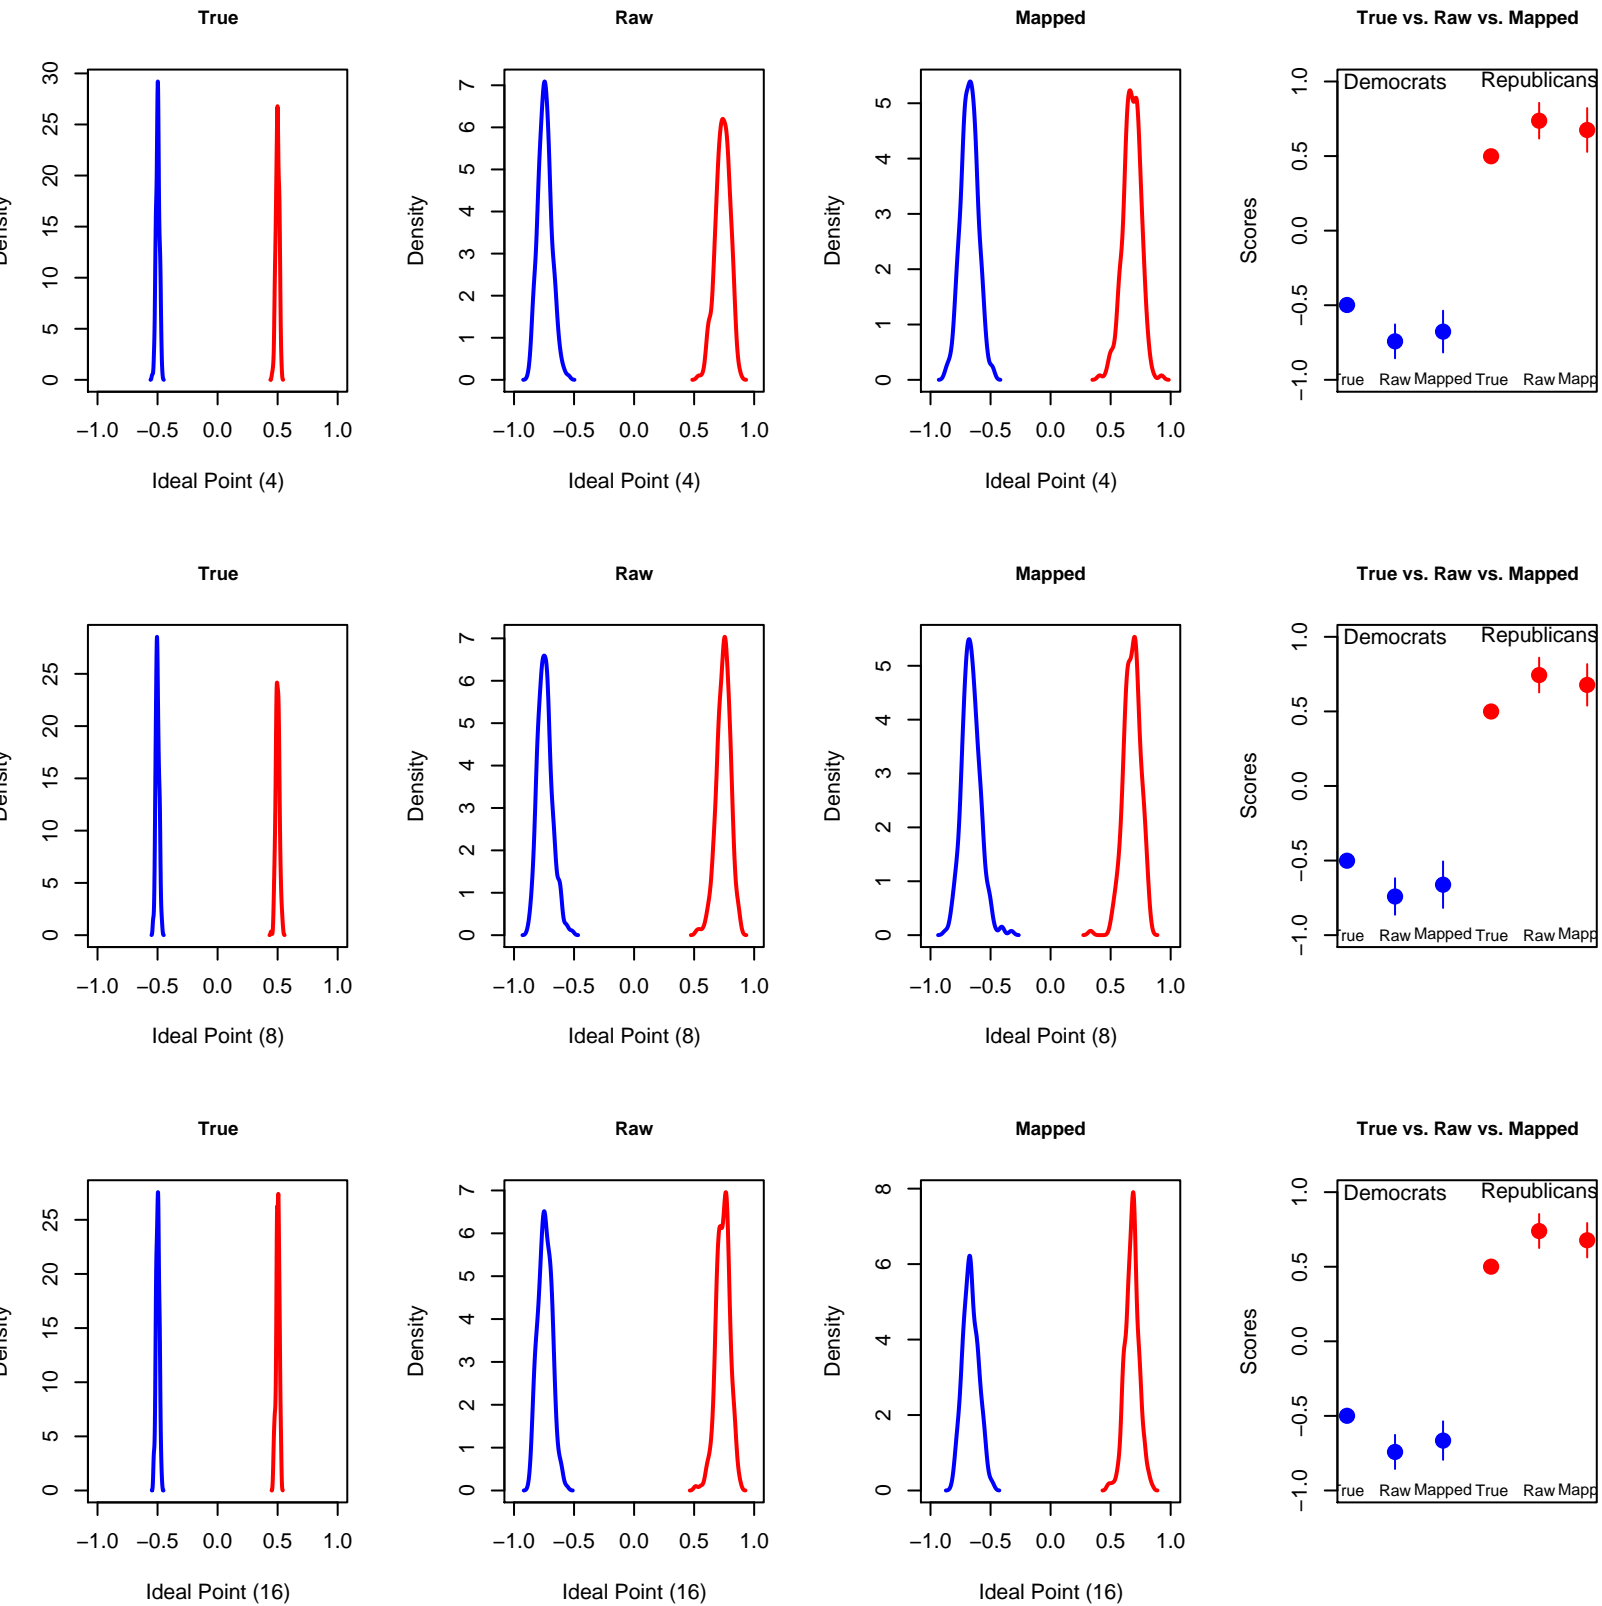 True Raw Mapped True vs. Raw vs. Mapped
Density 0 5 10 15 20 25 30
Density 0 1 2 3 4 5 6 7
Density 0 1 2 3 4 5
Scores −1.0 −0.5 0.0 0.5 1.0
Democrats Republicans
Raw Mapped True Raw
−1.0 −0.5 0.0 0.5 1.0 −1.0 −0.5 0.0 0.5 1.0 −1.0 −0.5 0.0 0.5 1.0
Ideal Point (4) Ideal Point (4) Ideal Point (4)
True Raw Mapped True vs. Raw vs. Mapped
Density 0 5 10 15 20 25
Density 0 1 2 3 4 5 6 7
Density 0 1 2 3 4 5
Scores −1.0 −0.5 0.0 0.5 1.0
Democrats Republicans
Raw Mapped True Raw
−1.0 −0.5 0.0 0.5 1.0 −1.0 −0.5 0.0 0.5 1.0 −1.0 −0.5 0.0 0.5 1.0
Ideal Point (8) Ideal Point (8) Ideal Point (8)
True Raw Mapped True vs. Raw vs. Mapped
Density 0 5 10 15 20 25
Density 0 1 2 3 4 5 6 7
Density 0 2 4 6 8
Scores −1.0 −0.5 0.0 0.5 1.0
Democrats Republicans
Raw Mapped True Raw
−1.0 −0.5 0.0 0.5 1.0 −1.0 −0.5 0.0 0.5 1.0 −1.0 −0.5 0.0 0.5 1.0
Ideal Point (16) Ideal Point (16) Ideal Point (16)